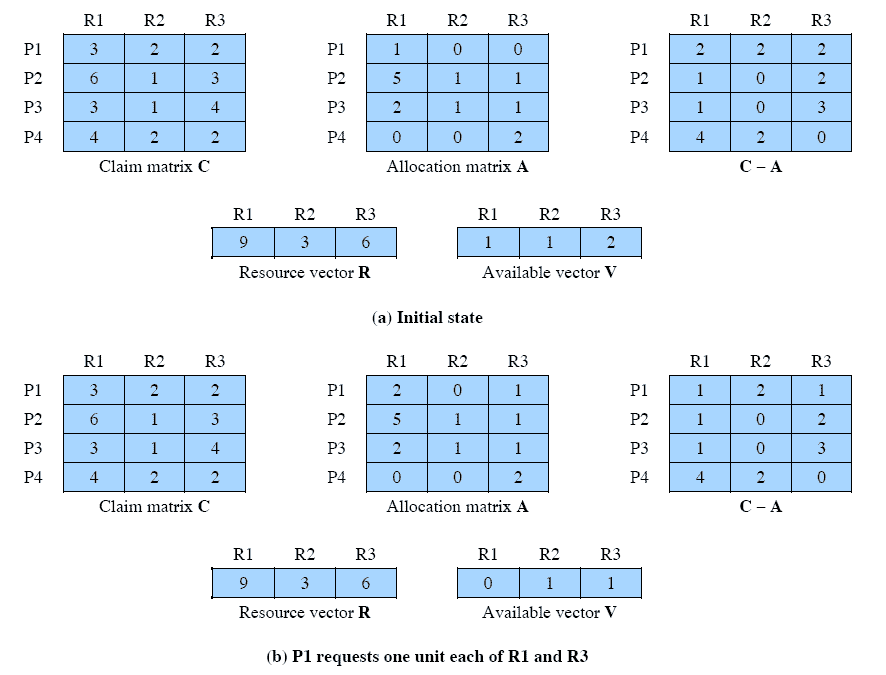 R1 R2 R3 R1 R2 R3 R1 R2 R3
P1 3 2 2 P1 1 0 0 P1 2 2 2
P2 6 1 3 P2 5 1 1 P2 1 0 2
P3 3 1 4 P3 2 1 1 P3 1 0 3
P4 4 2 2 P4 0 0 2 P4 4 2 0
Claim matrix C Allocation matrix A C – A
R1 R2 R3 R1 R2 R3
9 3 6 1 1 2
Resource vector R Available vector V
(a) Initial state
R1 R2 R3 R1 R2 R3 R1 R2 R3
P1 3 2 2 P1 2 0 1 P1 1 2 1
P2 6 1 3 P2 5 1 1 P2 1 0 2
P3 3 1 4 P3 2 1 1 P3 1 0 3
P4 4 2 2 P4 0 0 2 P4 4 2 0
Claim matrix C Allocation matrix A C – A
R1 R2 R3 R1 R2 R3
9 3 6 0 1 1
Resource vector R Available vector V
(b) P1 requests one unit each of R1 and R3